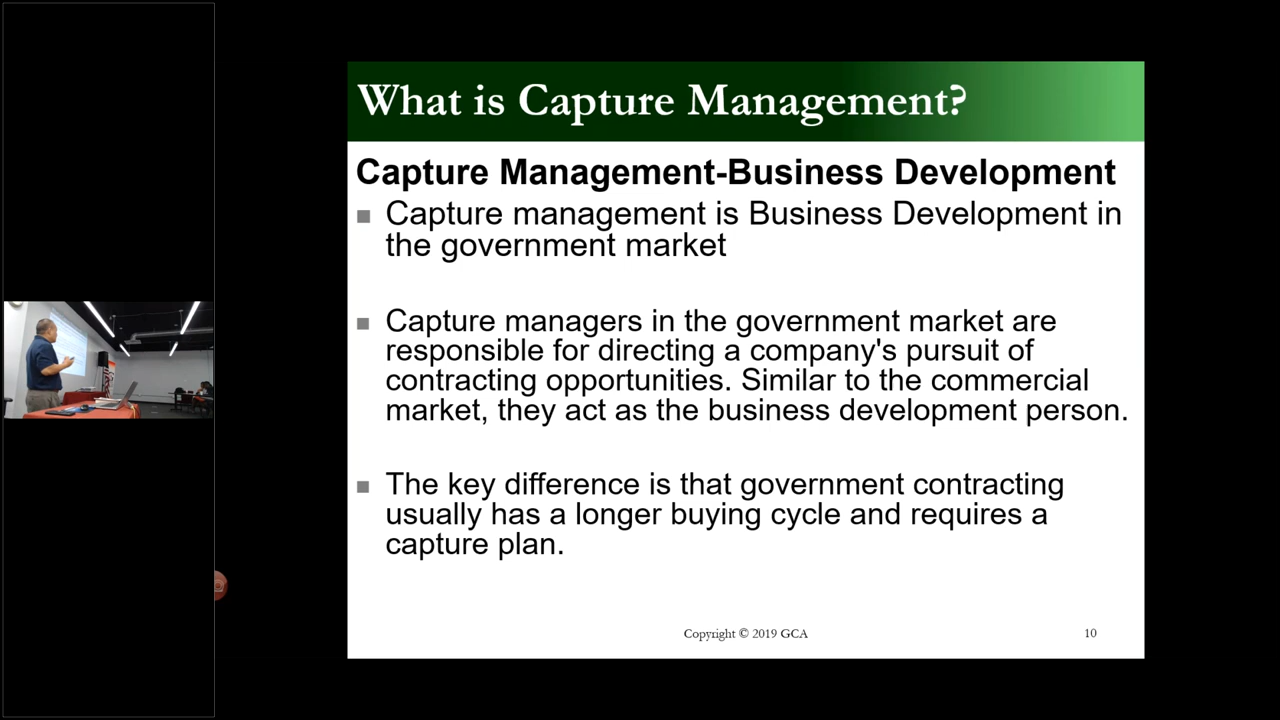 What is Capture Management?
Capture Management-Business Development
Capture management is Business Development in
the government market
Capture managers in the government market are
responsible for directing a company's pursuit of
contracting opportunities. Similar to the commercial
market, they act as the business development person.
The key difference is that government contracting
usually has a longer buying cycle and requires a
capture plan.
Copyright © 2019 GCA
10